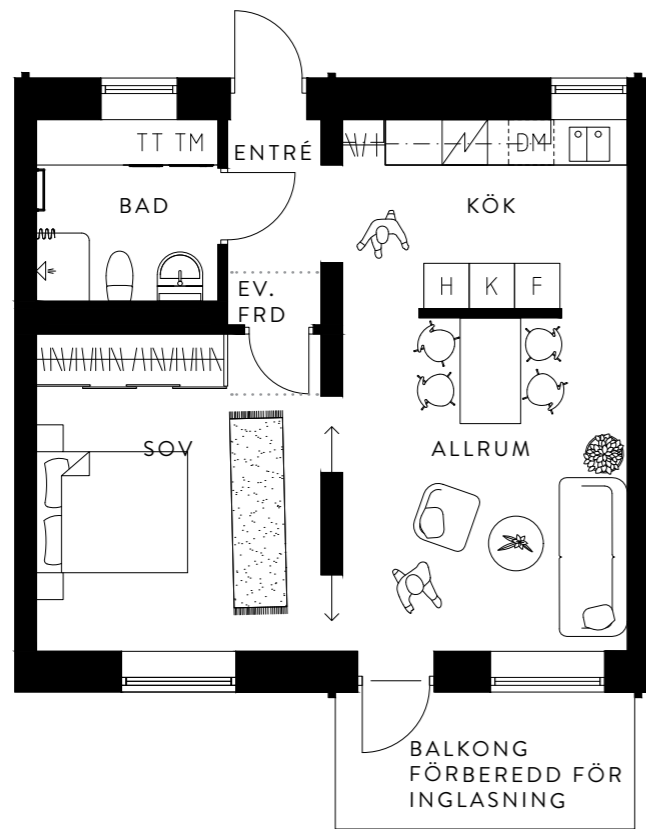 TT TM
ENTRÉ
DM
BAD
KÖK
EV.
FRD
H K F
SOV
ALLRUM
BALKONG
FÖRBEREDD FÖR
INGLASNING